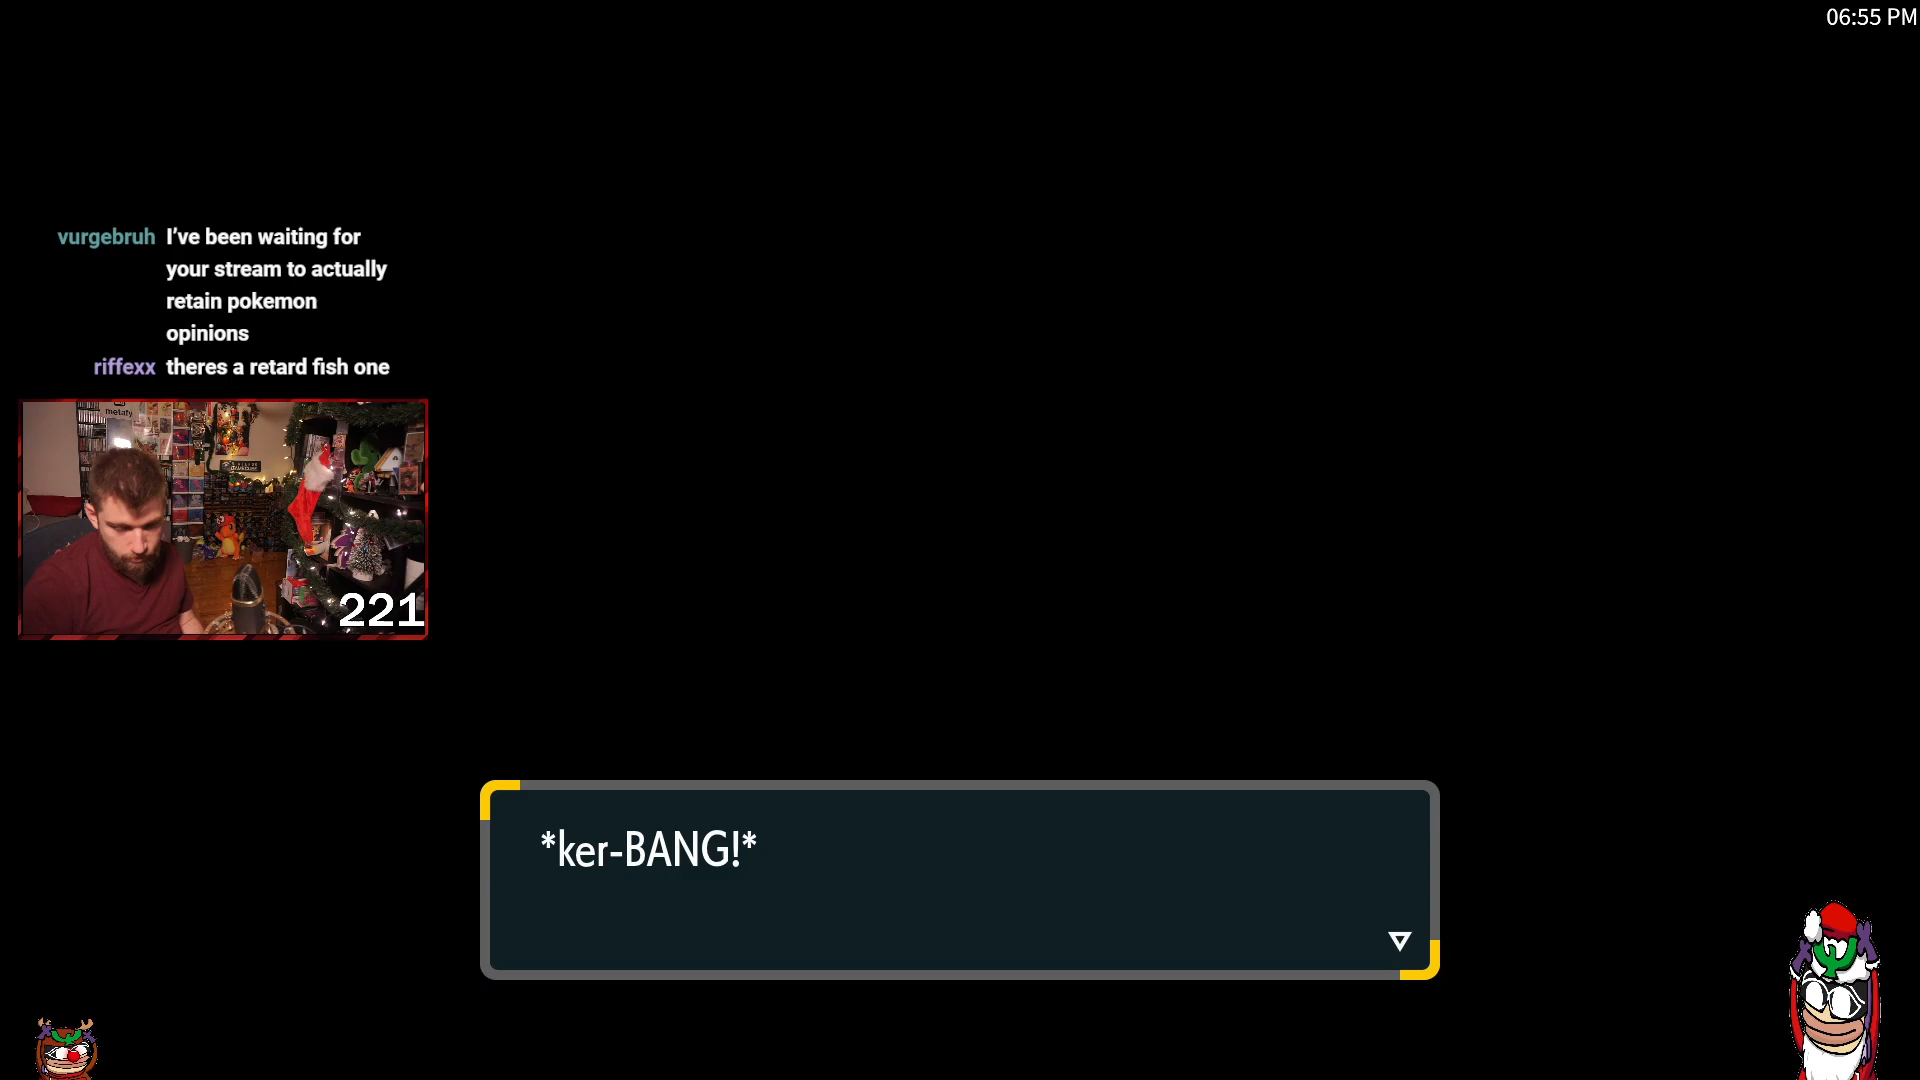 06:55 PM
vurgebruh I’ve been waiting for
your stream to actually
retain pokemon
opinions
riffexx theres a retard fish one
metafy
221
*ker-BANG!*